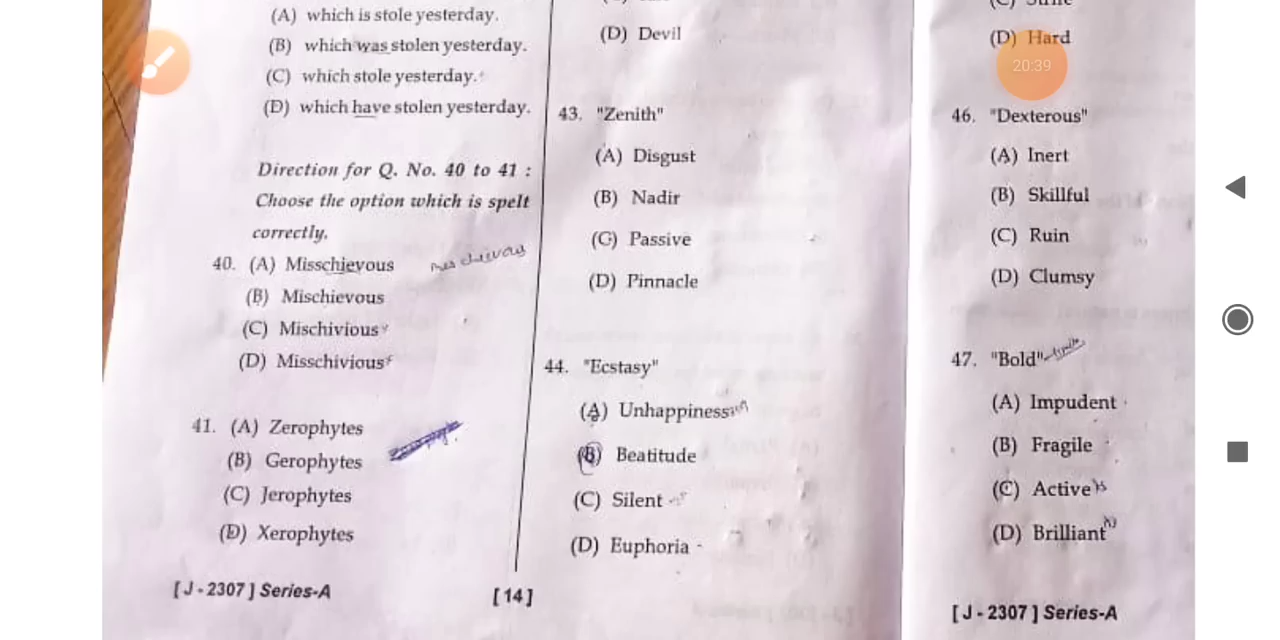 (A) which is stole yesterday.
(B) which was stolen yesterday.
(C) which stole yesterday.
(D) which have stolen yesterday.
Direction for Q. No. 40 to 41 :
Choose the option which is spelt
correctly.
40. (A) Misschievous
(B) Mischievous
(C) Mischivious
(D) Misschivious
41. (A) Zerophytes
(B) Gerophytes
(C) Jerophytes
(D) Xerophytes
[ J - 2307 ] Series-A
[ 14 ]
(D) Devil
43. "Zenith"
(A) Disgust
(B) Nadir
(C) Passive
(D) Pinnacle
44. "Ecstasy"
(A) Unhappiness
(B) Beatitude
(C) Silent
(D) Euphoria
(D) Hard
20:39
46. "Dexterous"
(A) Inert
(B) Skillful
(C) Ruin
(D) Clumsy
47. "Bold"
(A) Impudent
(B) Fragile
(C) Active
(D) Brilliant
[ J - 2307 ] Series-A